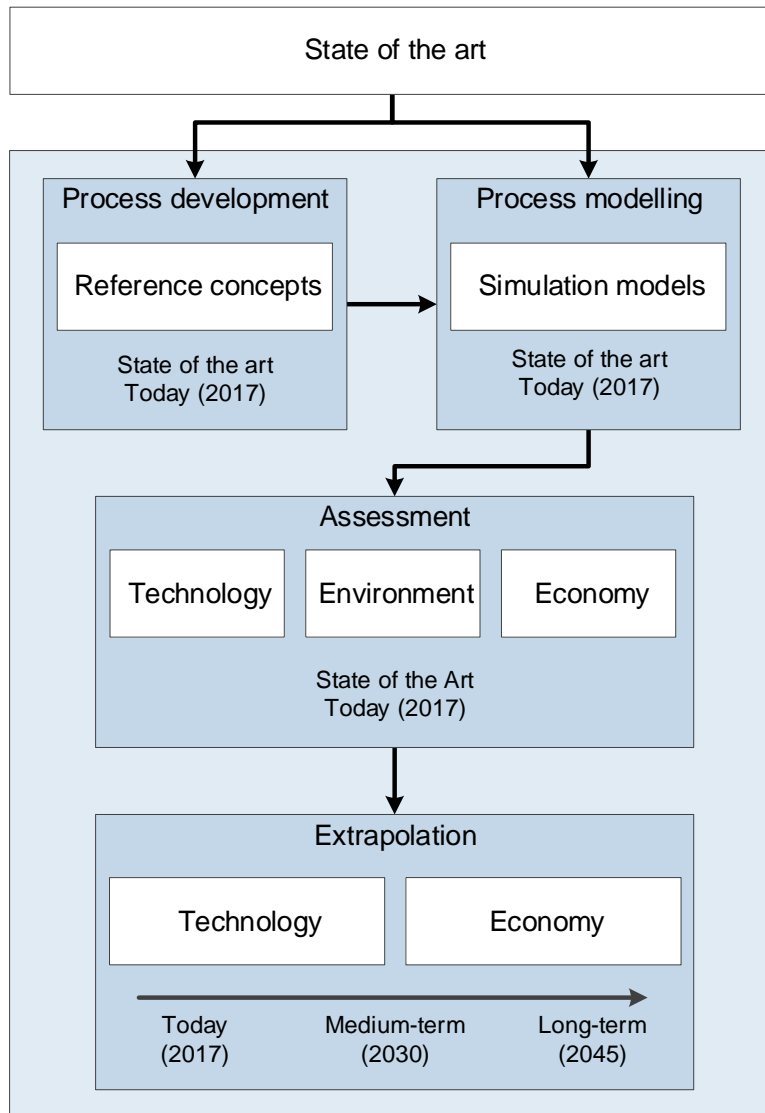 State of the art
Process development
Reference concepts
State of the art
Today (2017)
Process modelling
Simulation models
State of the art
Today (2017)
Assessment
Technology
Environment
Economy
State of the Art
Today (2017)
Extrapolation
Technology
Economy
Today
(2017)
Medium-term
(2030)
Long-term
(2045)